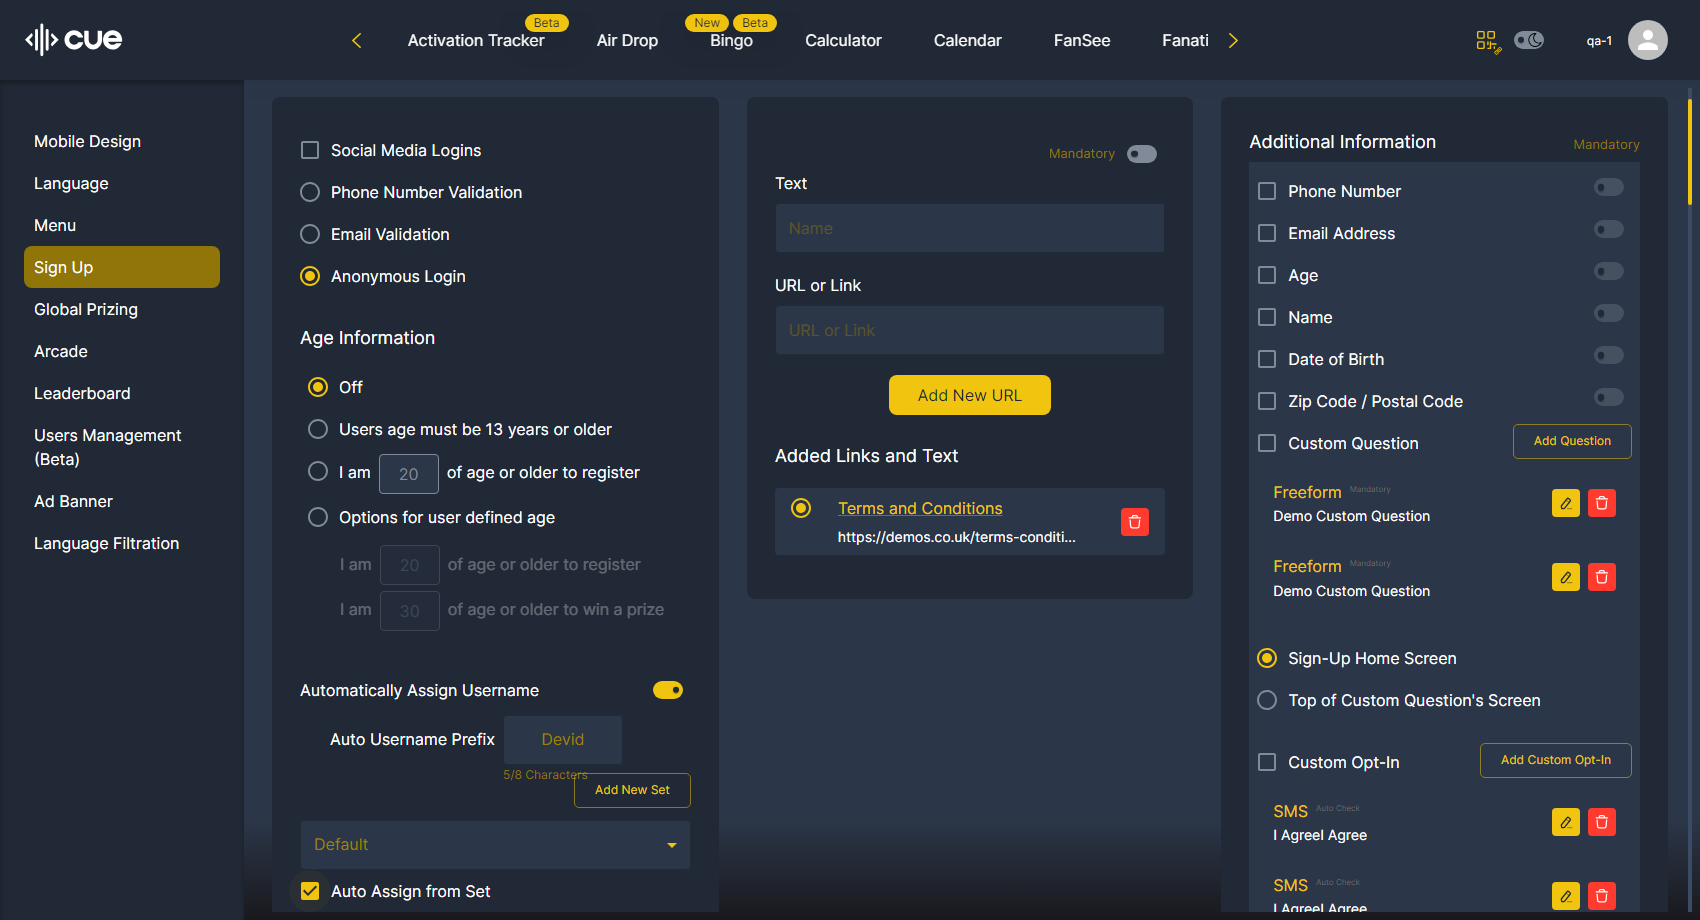 cue
Activation Tracker
Beta
Air Drop
New
Beta
Bingo
Calculator
Calendar
FanSee
Fanati
qa-1
Mobile Design
Language
Menu
Sign Up
Global Prizing
Arcade
Leaderboard
Users Management
(Beta)
Ad Banner
Language Filtration
Social Media Logins
Phone Number Validation
Email Validation
Anonymous Login
Age Information
Off
Users age must be 13 years or older
I am 20 of age or older to register
Options for user defined age
I am 20 of age or older to register
I am 30 of age or older to win a prize
Automatically Assign Username
Auto Username Prefix Devid
5/8 Characters
Add New Set
Default
Auto Assign from Set
Mandatory
Text
Name
URL or Link
URL or Link
Add New URL
Added Links and Text
Terms and Conditions
https://demos.co.uk/terms-conditi...
Additional Information Mandatory
Phone Number
Email Address
Age
Name
Date of Birth
Zip Code / Postal Code
Custom Question Add Question
Freeform Mandatory
Demo Custom Question
Freeform Mandatory
Demo Custom Question
Sign-Up Home Screen
Top of Custom Question's Screen
Custom Opt-In Add Custom Opt-In
SMS Auto Check
I AgreeI Agree
SMS Auto Check
I AgreeI Agree